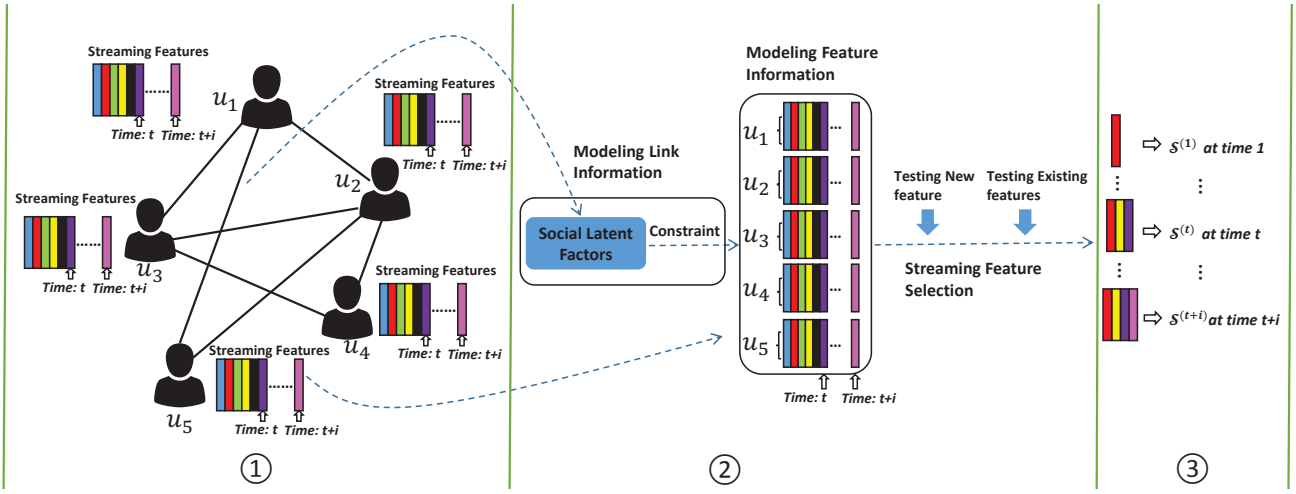 Streaming Features
u1
Time: t
Time: t+i
Streaming Features
u2
Time: t
Time: t+i
Streaming Features
u3
Time: t
Time: t+i
Streaming Features
u4
Time: t
Time: t+i
Streaming Features
u5
Time: t
Time: t+i
①
Modeling Link
Information
Social Latent
Factors
Constraint
Modeling Feature
Information
u1
...
u2
...
u3
...
u4
...
u5
...
Time: t
Time: t+i
Testing New
feature
Testing Existing
features
Streaming Feature
Selection
②
⇨ 𝒮(1) at time 1
⇨ 𝒮(t) at time t
⇨ 𝒮(t+i) at time t+i
③